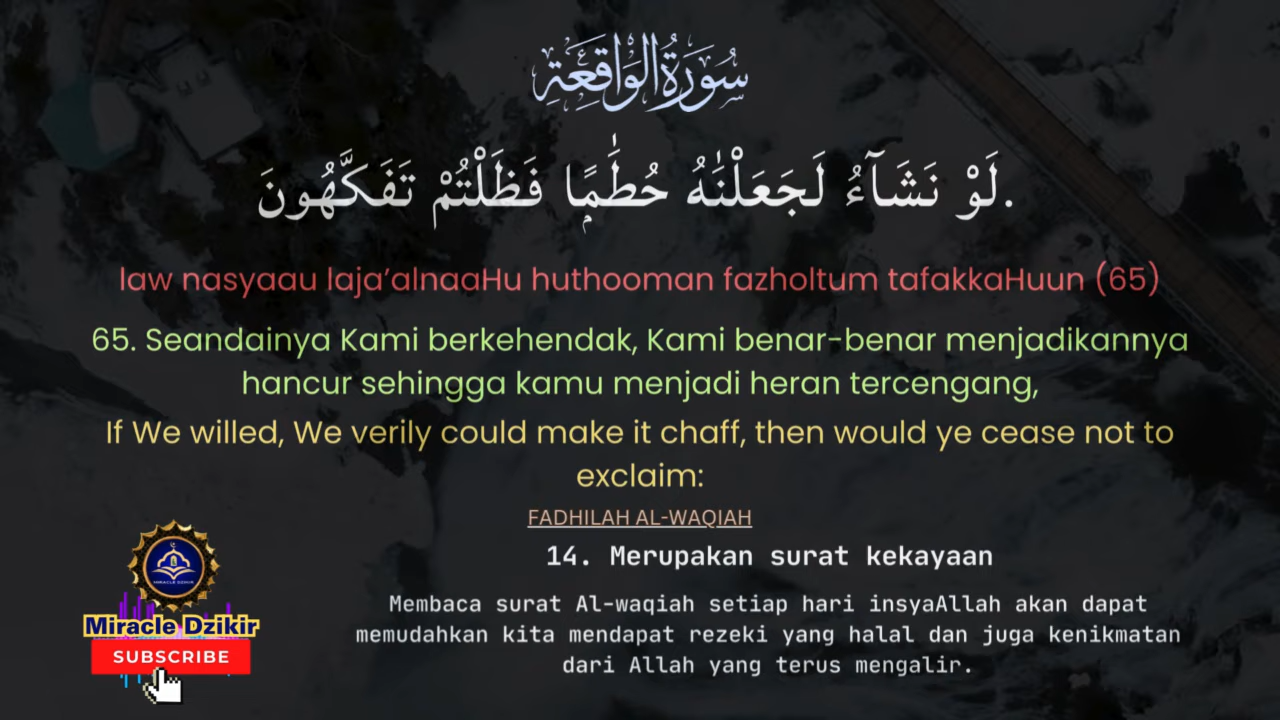 سُورَةُ الْوَاقِعَةِ
لَوْ نَشَاۤءُ لَجَعَلْنٰهُ حُطٰمًا فَظَلْتُمْ تَفَكَّهُونَ.
law nasyaau laja’alnaaHu huthooman fazholtum tafakkaHuun (65)
65. Seandainya Kami berkehendak, Kami benar-benar menjadikannya
hancur sehingga kamu menjadi heran tercengang,
If We willed, We verily could make it chaff, then would ye cease not to
exclaim:
FADHILAH AL-WAQIAH
14. Merupakan surat kekayaan
Membaca surat Al-waqiah setiap hari insyaAllah akan dapat
memudahkan kita mendapat rezeki yang halal dan juga kenikmatan
dari Allah yang terus mengalir.
MIRACLE DZIKIR
Miracle Dzikir
SUBSCRIBE